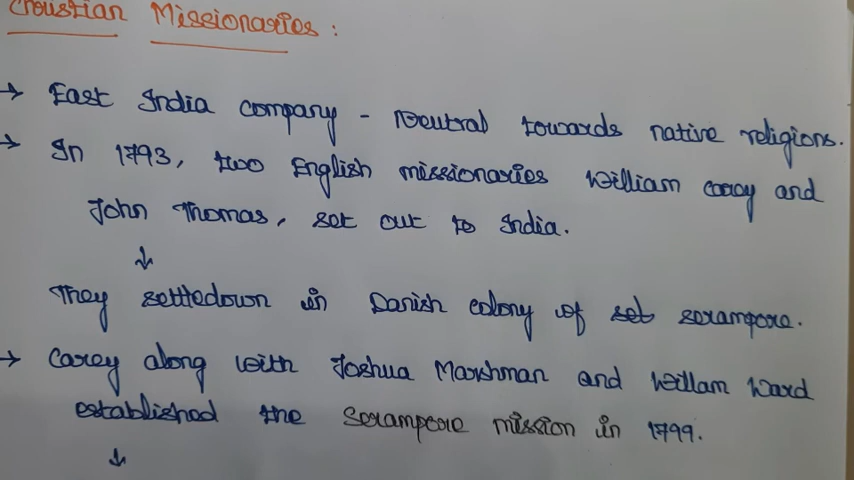 Christian Missionaries :
→ East India company - Neutral towards native religions.
→ In 1793, two English missionaries William carey and
John Thomas, set out to India.
↓
They settledown in Danish colony of set serampore.
→ Carey along with Joshua Marshman and Willam Ward
established the Serampore mission in 1799.
↓